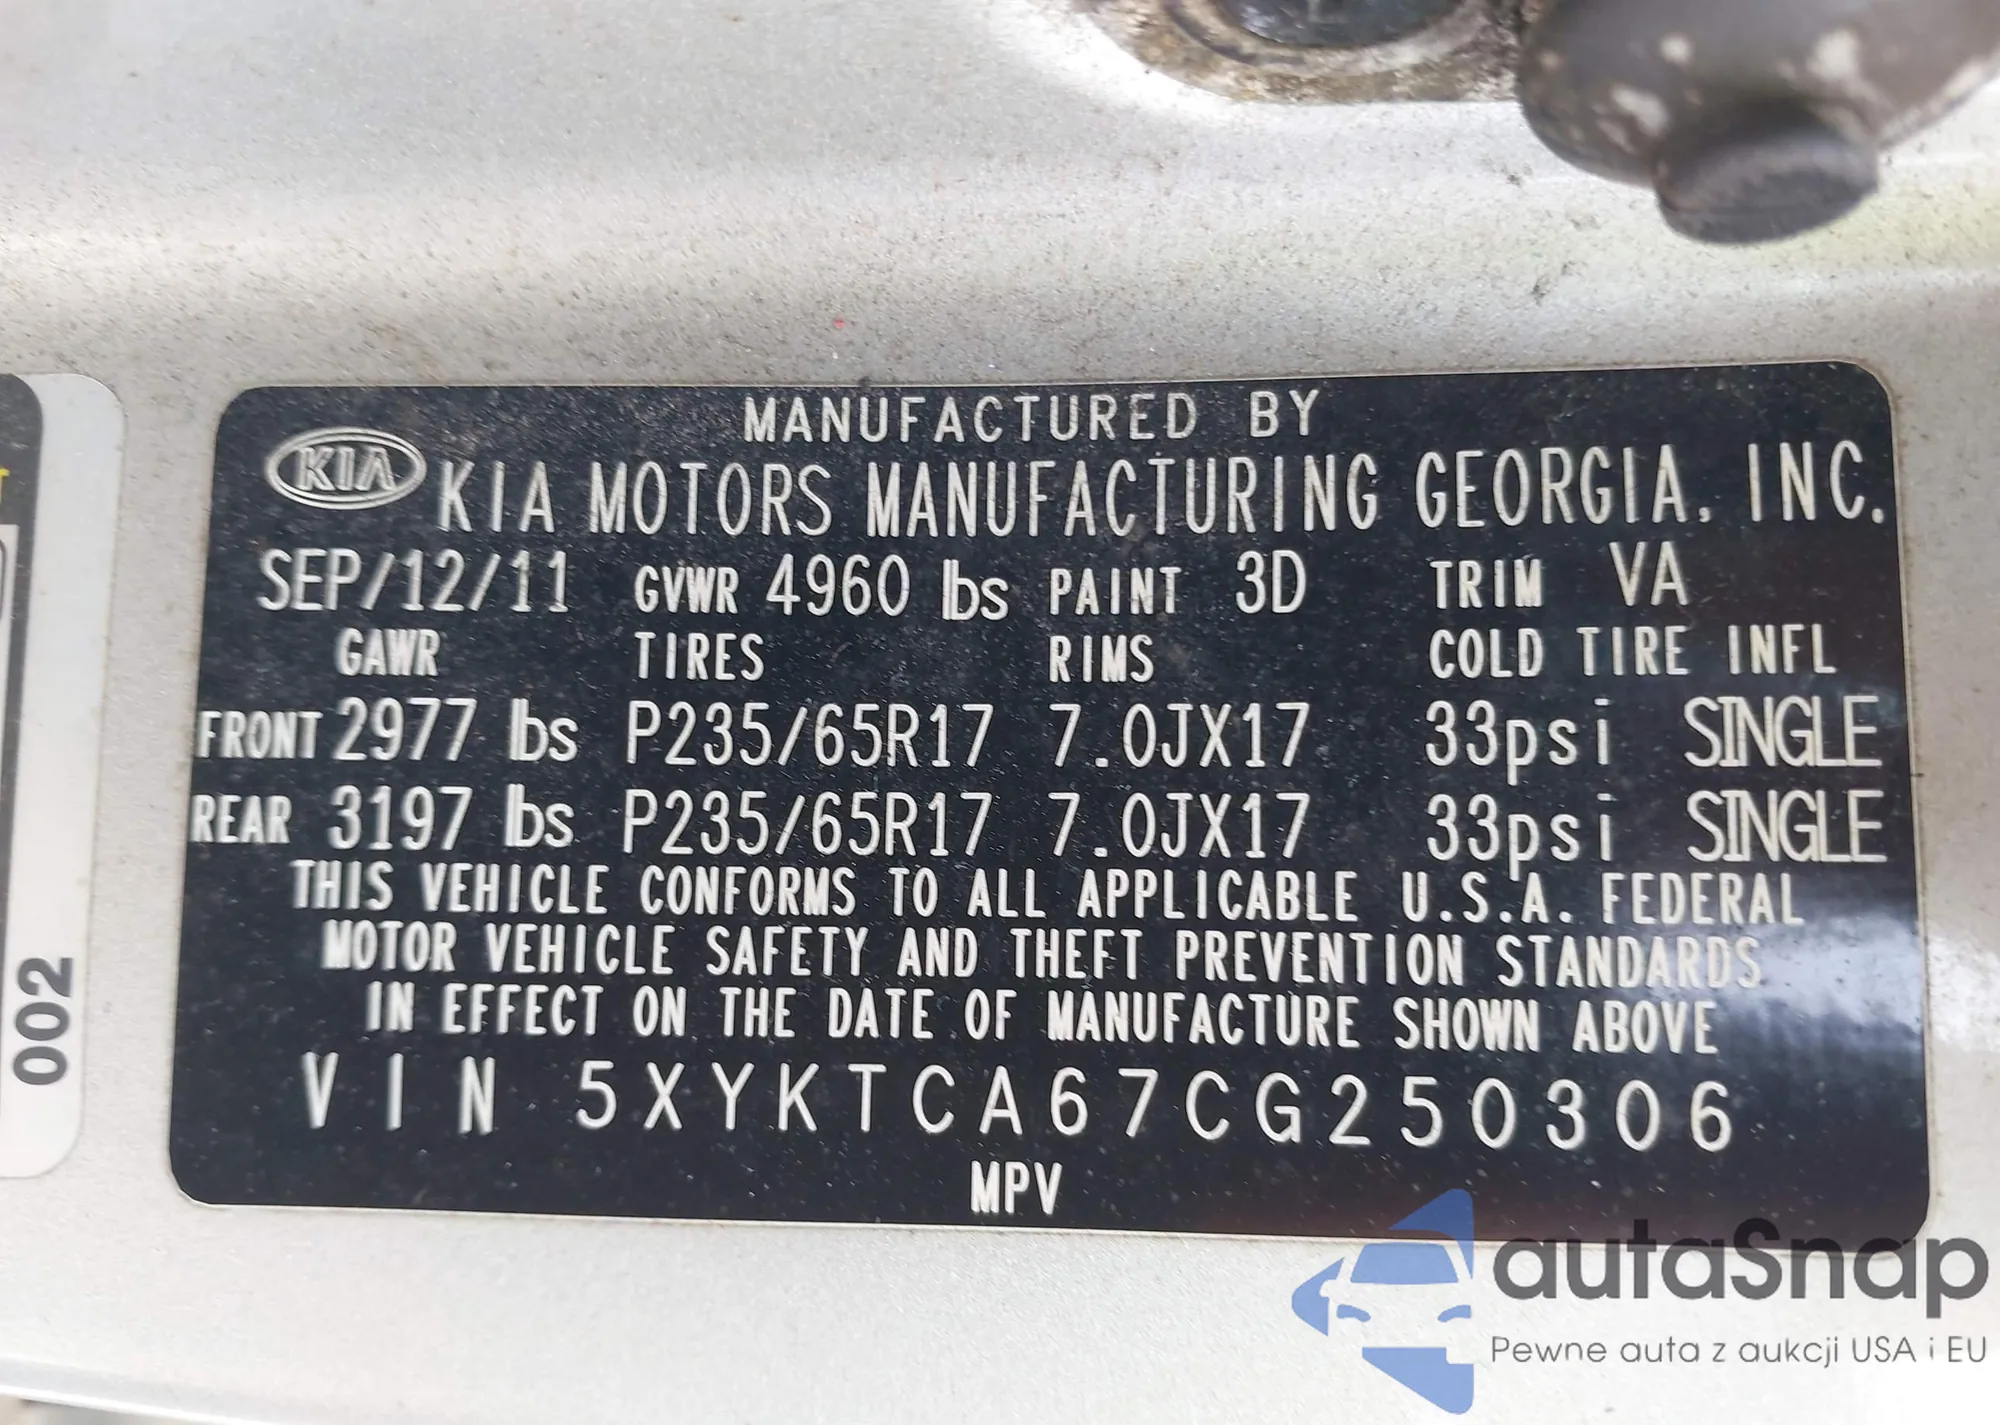 MANUFACTURED BY
KIA KIA MOTORS MANUFACTURING GEORGIA, INC.
SEP/12/11 GVWR 4960 lbs PAINT 3D TRIM VA
GAWR TIRES RIMS COLD TIRE INFL
FRONT 2977 lbs P235/65R17 7.0JX17 33psi SINGLE
REAR 3197 lbs P235/65R17 7.0JX17 33psi SINGLE
THIS VEHICLE CONFORMS TO ALL APPLICABLE U.S.A. FEDERAL
MOTOR VEHICLE SAFETY AND THEFT PREVENTION STANDARDS
IN EFFECT ON THE DATE OF MANUFACTURE SHOWN ABOVE
VIN 5XYKTCA67CG250306
MPV
002
autaSnap
Pewne auta z aukcji USA i EU